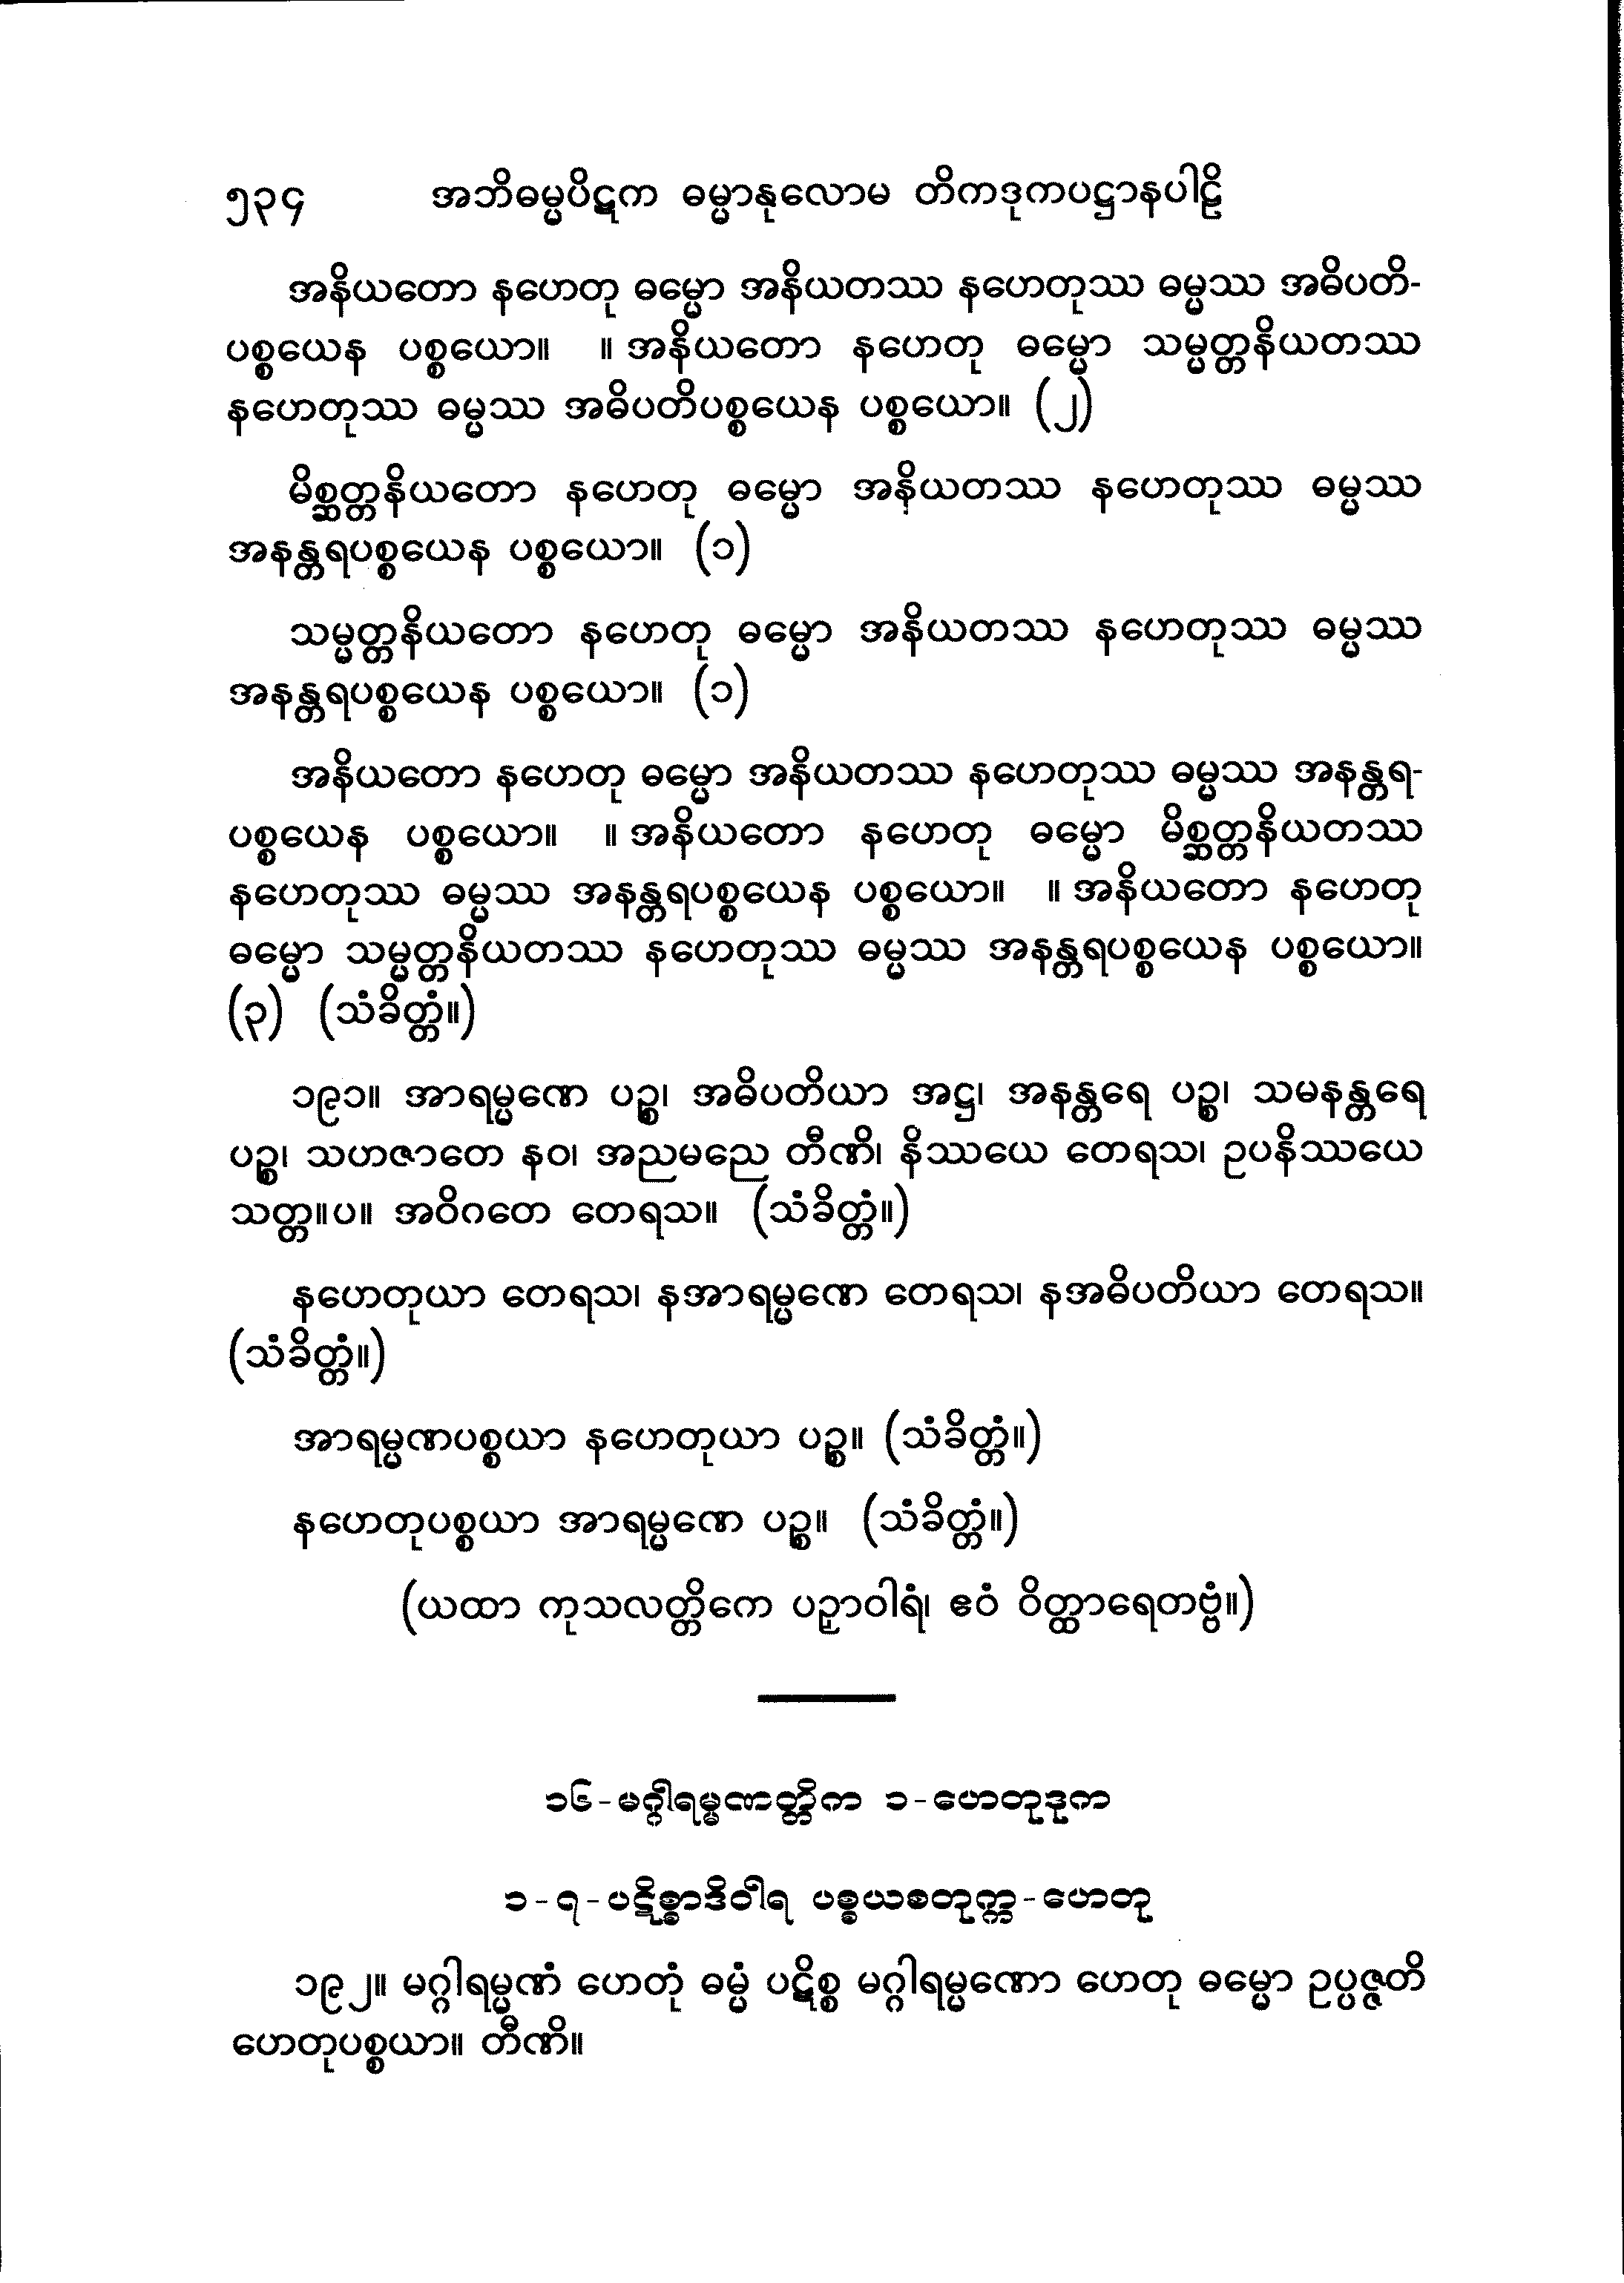 ၅၃၄ အဘိဓမ္မပိဋက ဓမ္မာနုလောမ တိကဒုကပဋ္ဌာနပါဠိ
အနိယတော နဟေတု ဓမ္မော အနိယတဿ နဟေတုဿ ဓမ္မဿ အဓိပတိ-
ပစ္စယေန ပစ္စယော။ ။ အနိယတော နဟေတု ဓမ္မော သမ္မတ္တနိယတဿ
နဟေတုဿ ဓမ္မဿ အဓိပတိပစ္စယေန ပစ္စယော။ (၂)
မိစ္ဆတ္တနိယတော နဟေတု ဓမ္မော အနိယတဿ နဟေတုဿ ဓမ္မဿ
အနန္တရပစ္စယေန ပစ္စယော။ (၁)
သမ္မတ္တနိယတော နဟေတု ဓမ္မော အနိယတဿ နဟေတုဿ ဓမ္မဿ
အနန္တရပစ္စယေန ပစ္စယော။ (၁)
အနိယတော နဟေတု ဓမ္မော အနိယတဿ နဟေတုဿ ဓမ္မဿ အနန္တရ-
ပစ္စယေန ပစ္စယော။ ။ အနိယတော နဟေတု ဓမ္မော မိစ္ဆတ္တနိယတဿ
နဟေတုဿ ဓမ္မဿ အနန္တရပစ္စယေန ပစ္စယော။ ။ အနိယတော နဟေတု
ဓမ္မော သမ္မတ္တနိယတဿ နဟေတုဿ ဓမ္မဿ အနန္တရပစ္စယေန ပစ္စယော။
(၃) (သံခိတ္တံ။)
၁၉၁။ အာရမ္မဏေ ပဉ္စ၊ အဓိပတိယာ အဋ္ဌ၊ အနန္တရေ ပဉ္စ၊ သမနန္တရေ
ပဉ္စ၊ သဟဇာတေ နဝ၊ အညမညေ တီဏိ၊ နိဿယေ တေရသ၊ ဥပနိဿယေ
သတ္တ။ပ။ အဝိဂတေ တေရသ။ (သံခိတ္တံ။)
နဟေတုယာ တေရသ၊ နအာရမ္မဏေ တေရသ၊ နအဓိပတိယာ တေရသ။
(သံခိတ္တံ။)
အာရမ္မဏပစ္စယာ နဟေတုယာ ပဉ္စ။ (သံခိတ္တံ။)
နဟေတုပစ္စယာ အာရမ္မဏေ ပဉ္စ။ (သံခိတ္တံ။)
(ယထာ ကုသလတ္တိကေ ပဉှာဝါရံ၊ ဧဝံ ဝိတ္ထာရေတဗ္ဗံ။)
၁၆-မဂ္ဂါရမ္မဏတ္တိက ၁-ဟေတုဒုက
၁-၇-ပဋိစ္စာဒိဝါရ ပစ္စယစတုက္က-ဟေတု
၁၉၂။ မဂ္ဂါရမ္မဏံ ဟေတုံ ဓမ္မံ ပဋိစ္စ မဂ္ဂါရမ္မဏော ဟေတု ဓမ္မော ဥပ္ပဇ္ဇတိ
ဟေတုပစ္စယာ။ တီဏိ။